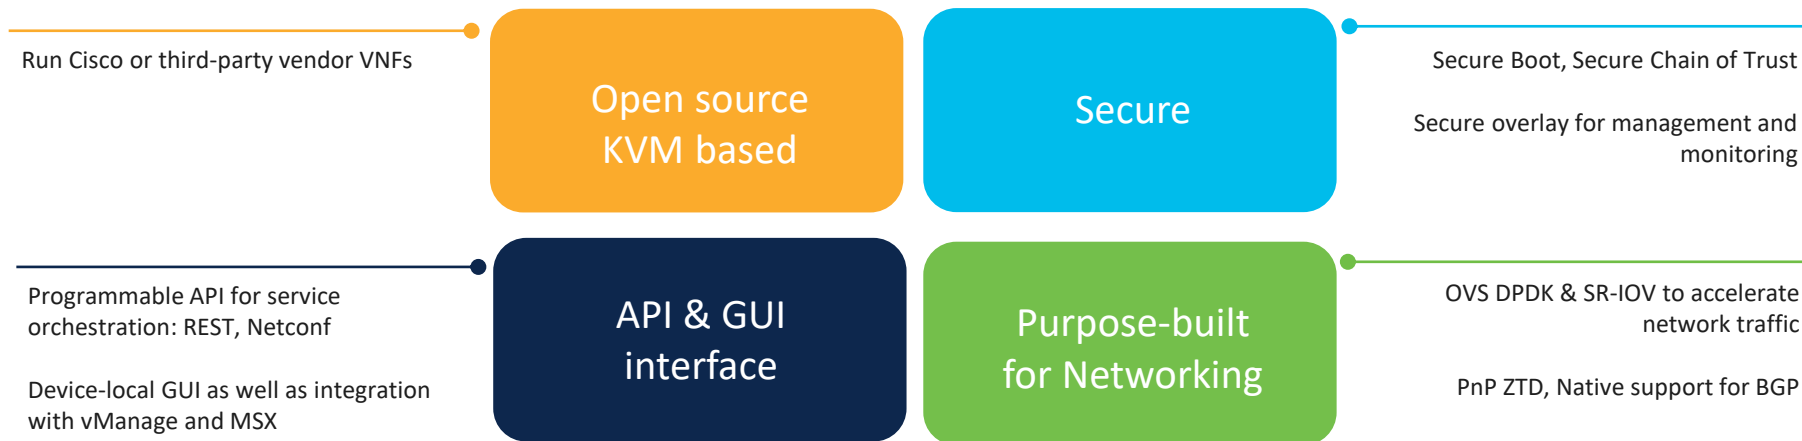 Run Cisco or third-party vendor VNFs
Open source
KVM based
Secure
Secure Boot, Secure Chain of Trust
Secure overlay for management and
monitoring
Programmable API for service
orchestration: REST, Netconf
Device-local GUI as well as integration
with vManage and MSX
API & GUI
interface
Purpose-built
for Networking
OVS DPDK & SR-IOV to accelerate
network traffic
PnP ZTD, Native support for BGP